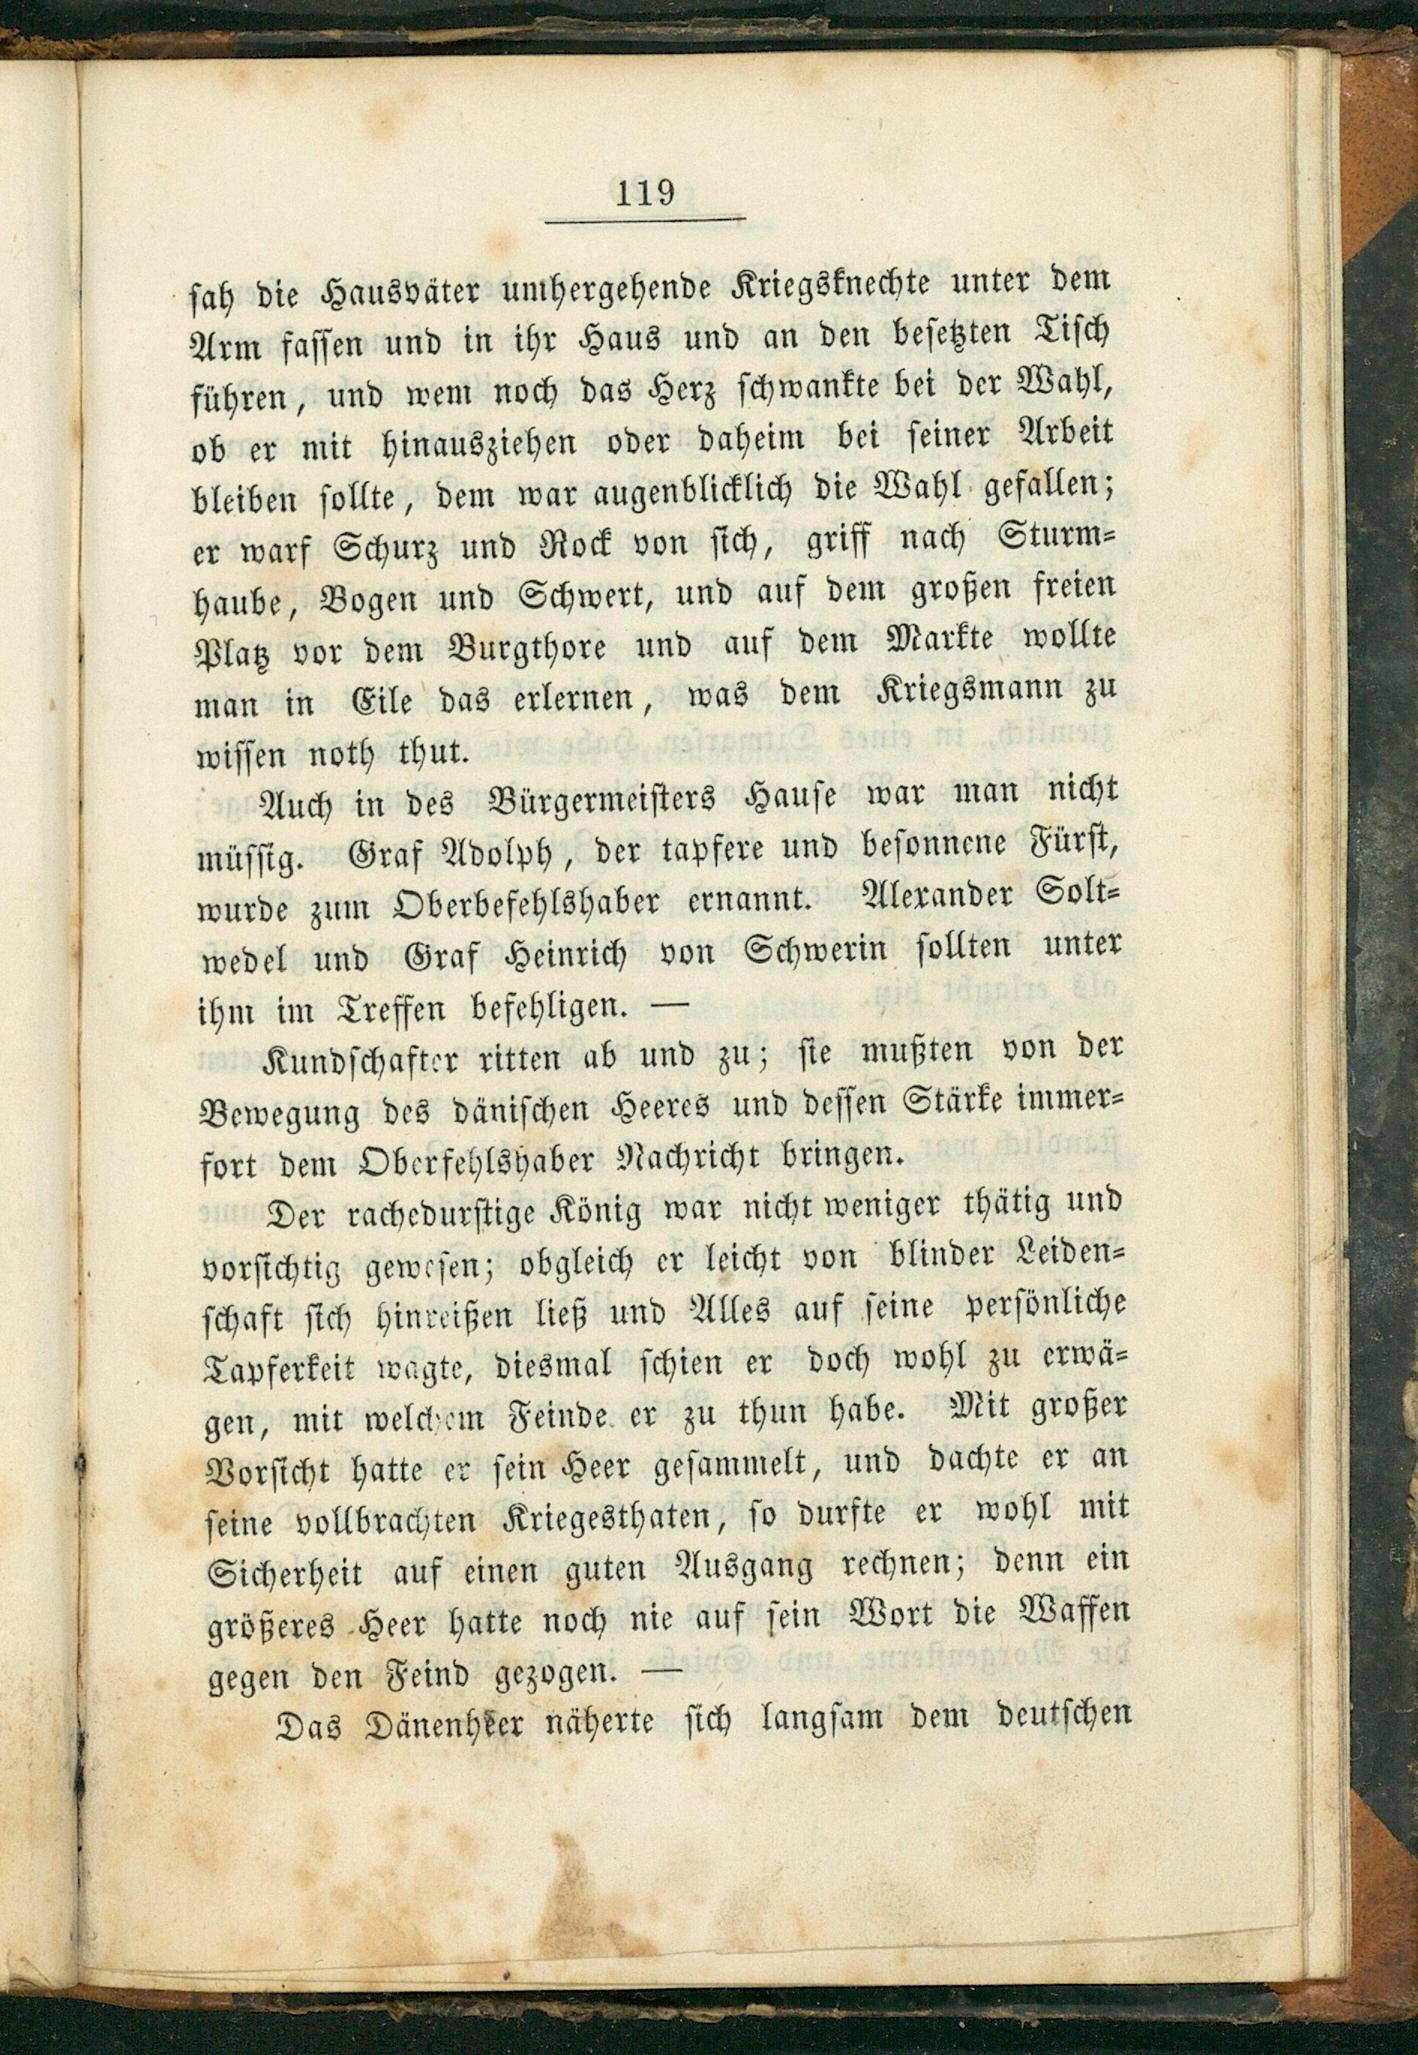 119
sah die Hausväter umhergehende Kriegsknechte unter dem
Arm fassen und in ihr Haus und an den besetzten Tisch
führen, und wem noch das Herz schwankte bei der Wahl,
ob er mit hinausziehen oder daheim bei seiner Arbeit
bleiben sollte, dem war augenblicklich die Wahl gefallen;
er warf Schurz und Rock von sich, griff nach Sturm-
haube, Bogen und Schwert, und auf dem großen freien
Platz vor dem Burgthore und auf dem Markte wollte
man in Eile das erlernen, was dem Kriegsmann zu
wissen noth thut.
Auch in des Bürgermeisters Hause war man nicht
müssig. Graf Adolph, der tapfere und besonnene Fürst,
wurde zum Oberbefehlshaber ernannt. Alexander Solt-
wedel und Graf Heinrich von Schwerin sollten unter
ihm im Treffen befehligen. —
Kundschafter ritten ab und zu; sie mußten von der
Bewegung des dänischen Heeres und dessen Stärke immer-
fort dem Oberfehlshaber Nachricht bringen.
Der rachedurstige König war nicht weniger thätig und
vorsichtig gewesen; obgleich er leicht von blinder Leiden-
schaft sich hinreißen ließ und Alles auf seine persönliche
Tapferkeit wagte, diesmal schien er doch wohl zu erwä-
gen, mit welchem Feinde er zu thun habe. Mit großer
Vorsicht hatte er sein Heer gesammelt, und dachte er an
seine vollbrachten Kriegesthaten, so durfte er wohl mit
Sicherheit auf einen guten Ausgang rechnen; denn ein
größeres Heer hatte noch nie auf sein Wort die Waffen
gegen den Feind gezogen. —
Das Dänenheer näherte sich langsam dem deutschen